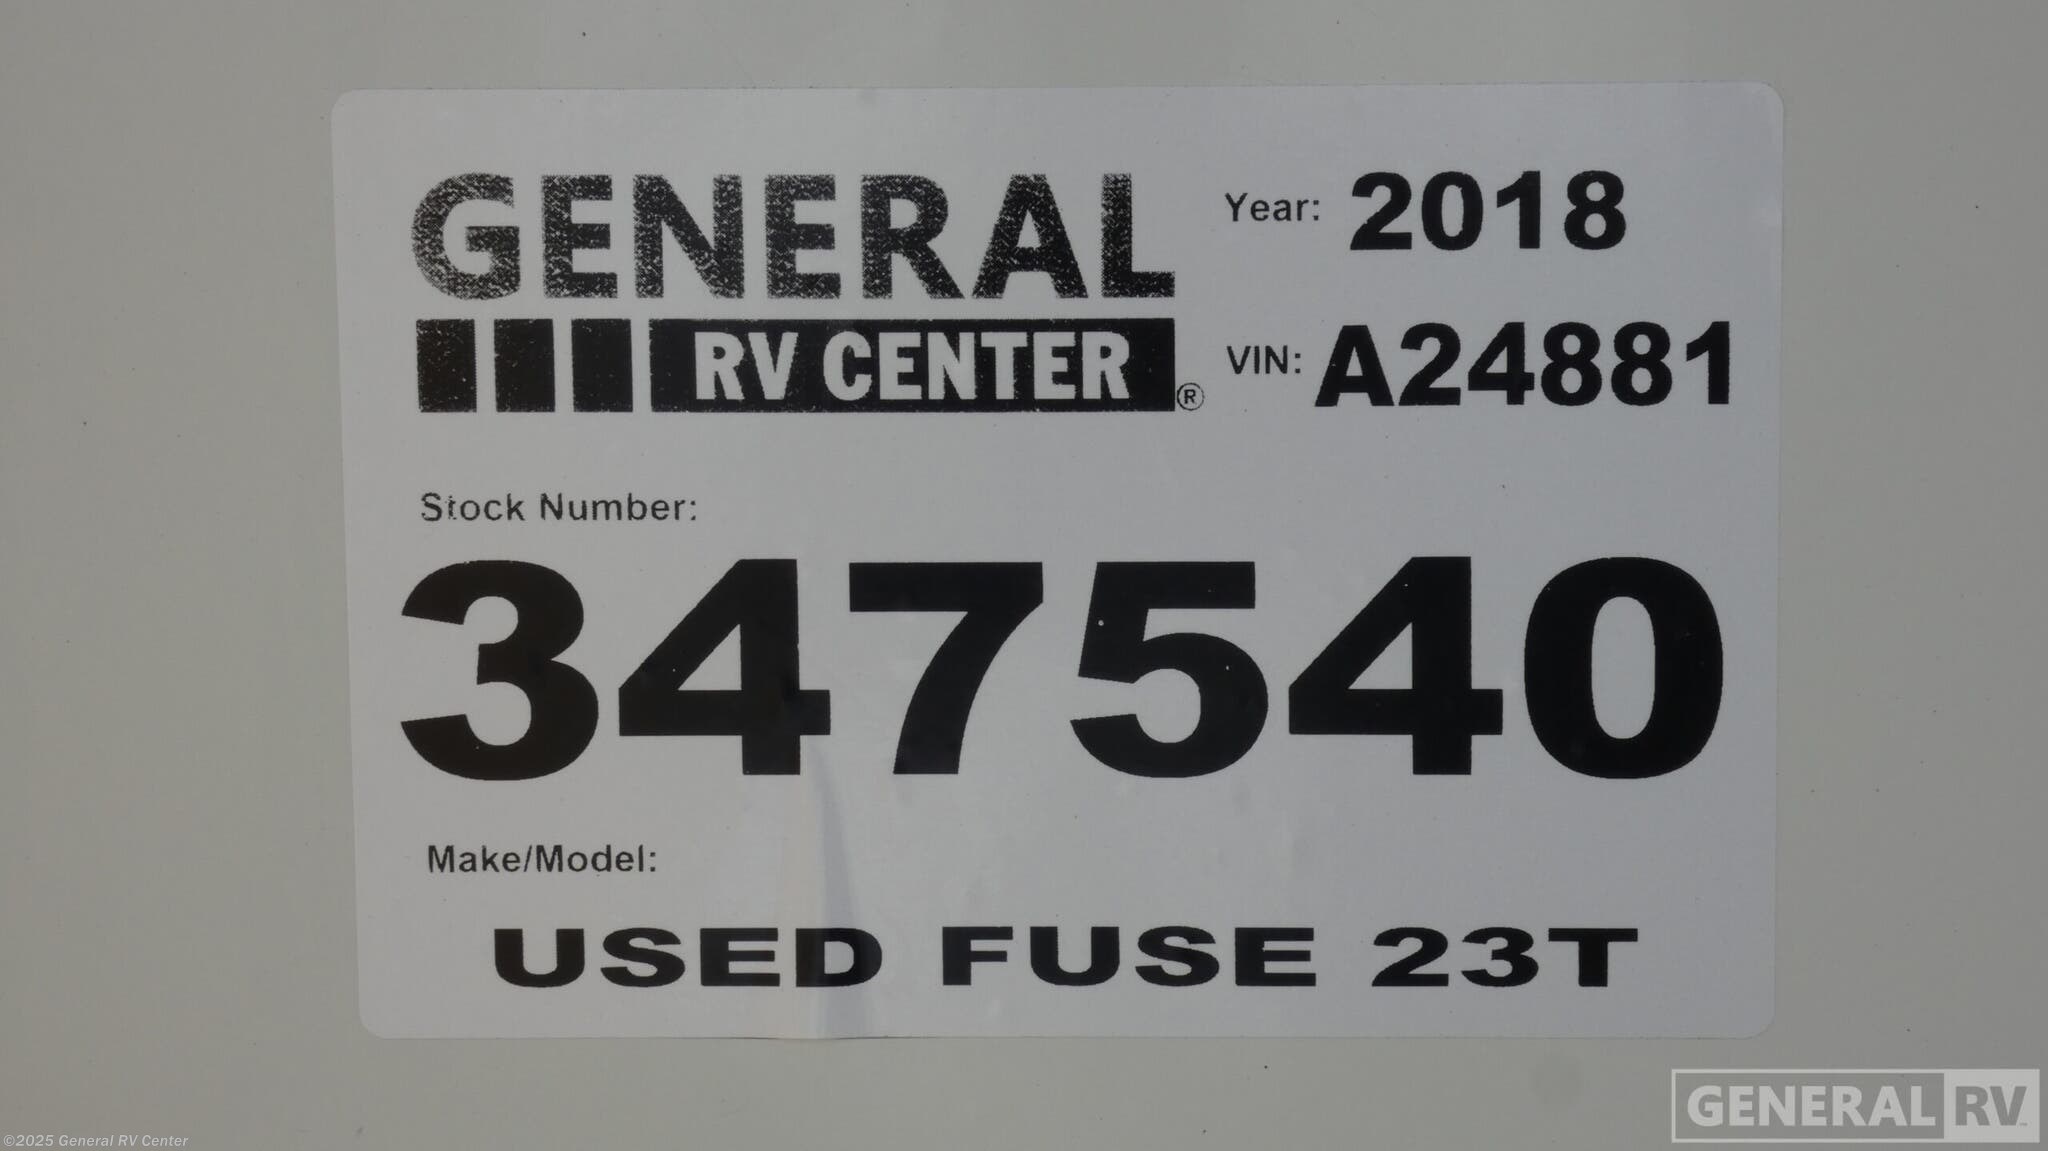 GENERAL
RV CENTER®
Year: 2018
VIN: A24881
Stock Number:
347540
Make/Model:
USED FUSE 23T
©2025 General RV Center
GENERAL RV™